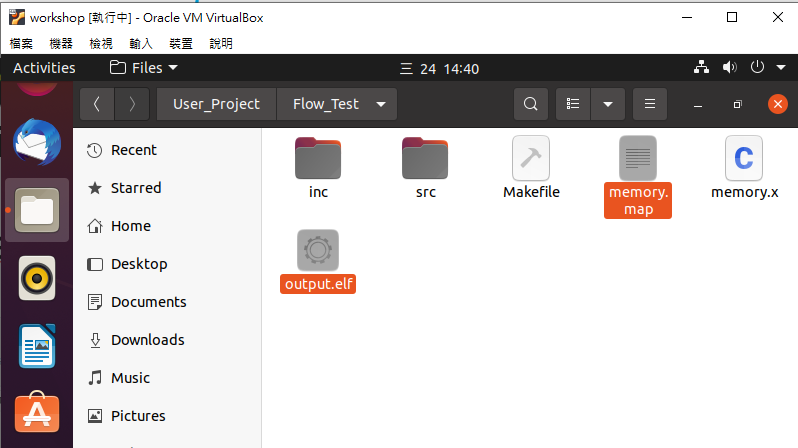 workshop [執行中] - Oracle VM VirtualBox
檔案 機器 檢視 輸入 裝置 說明
Activities Files 三 24 14:40
User_Project Flow_Test
Recent
Starred
Home
Desktop
Documents
Downloads
Music
Pictures
inc src Makefile memory.map memory.x
output.elf